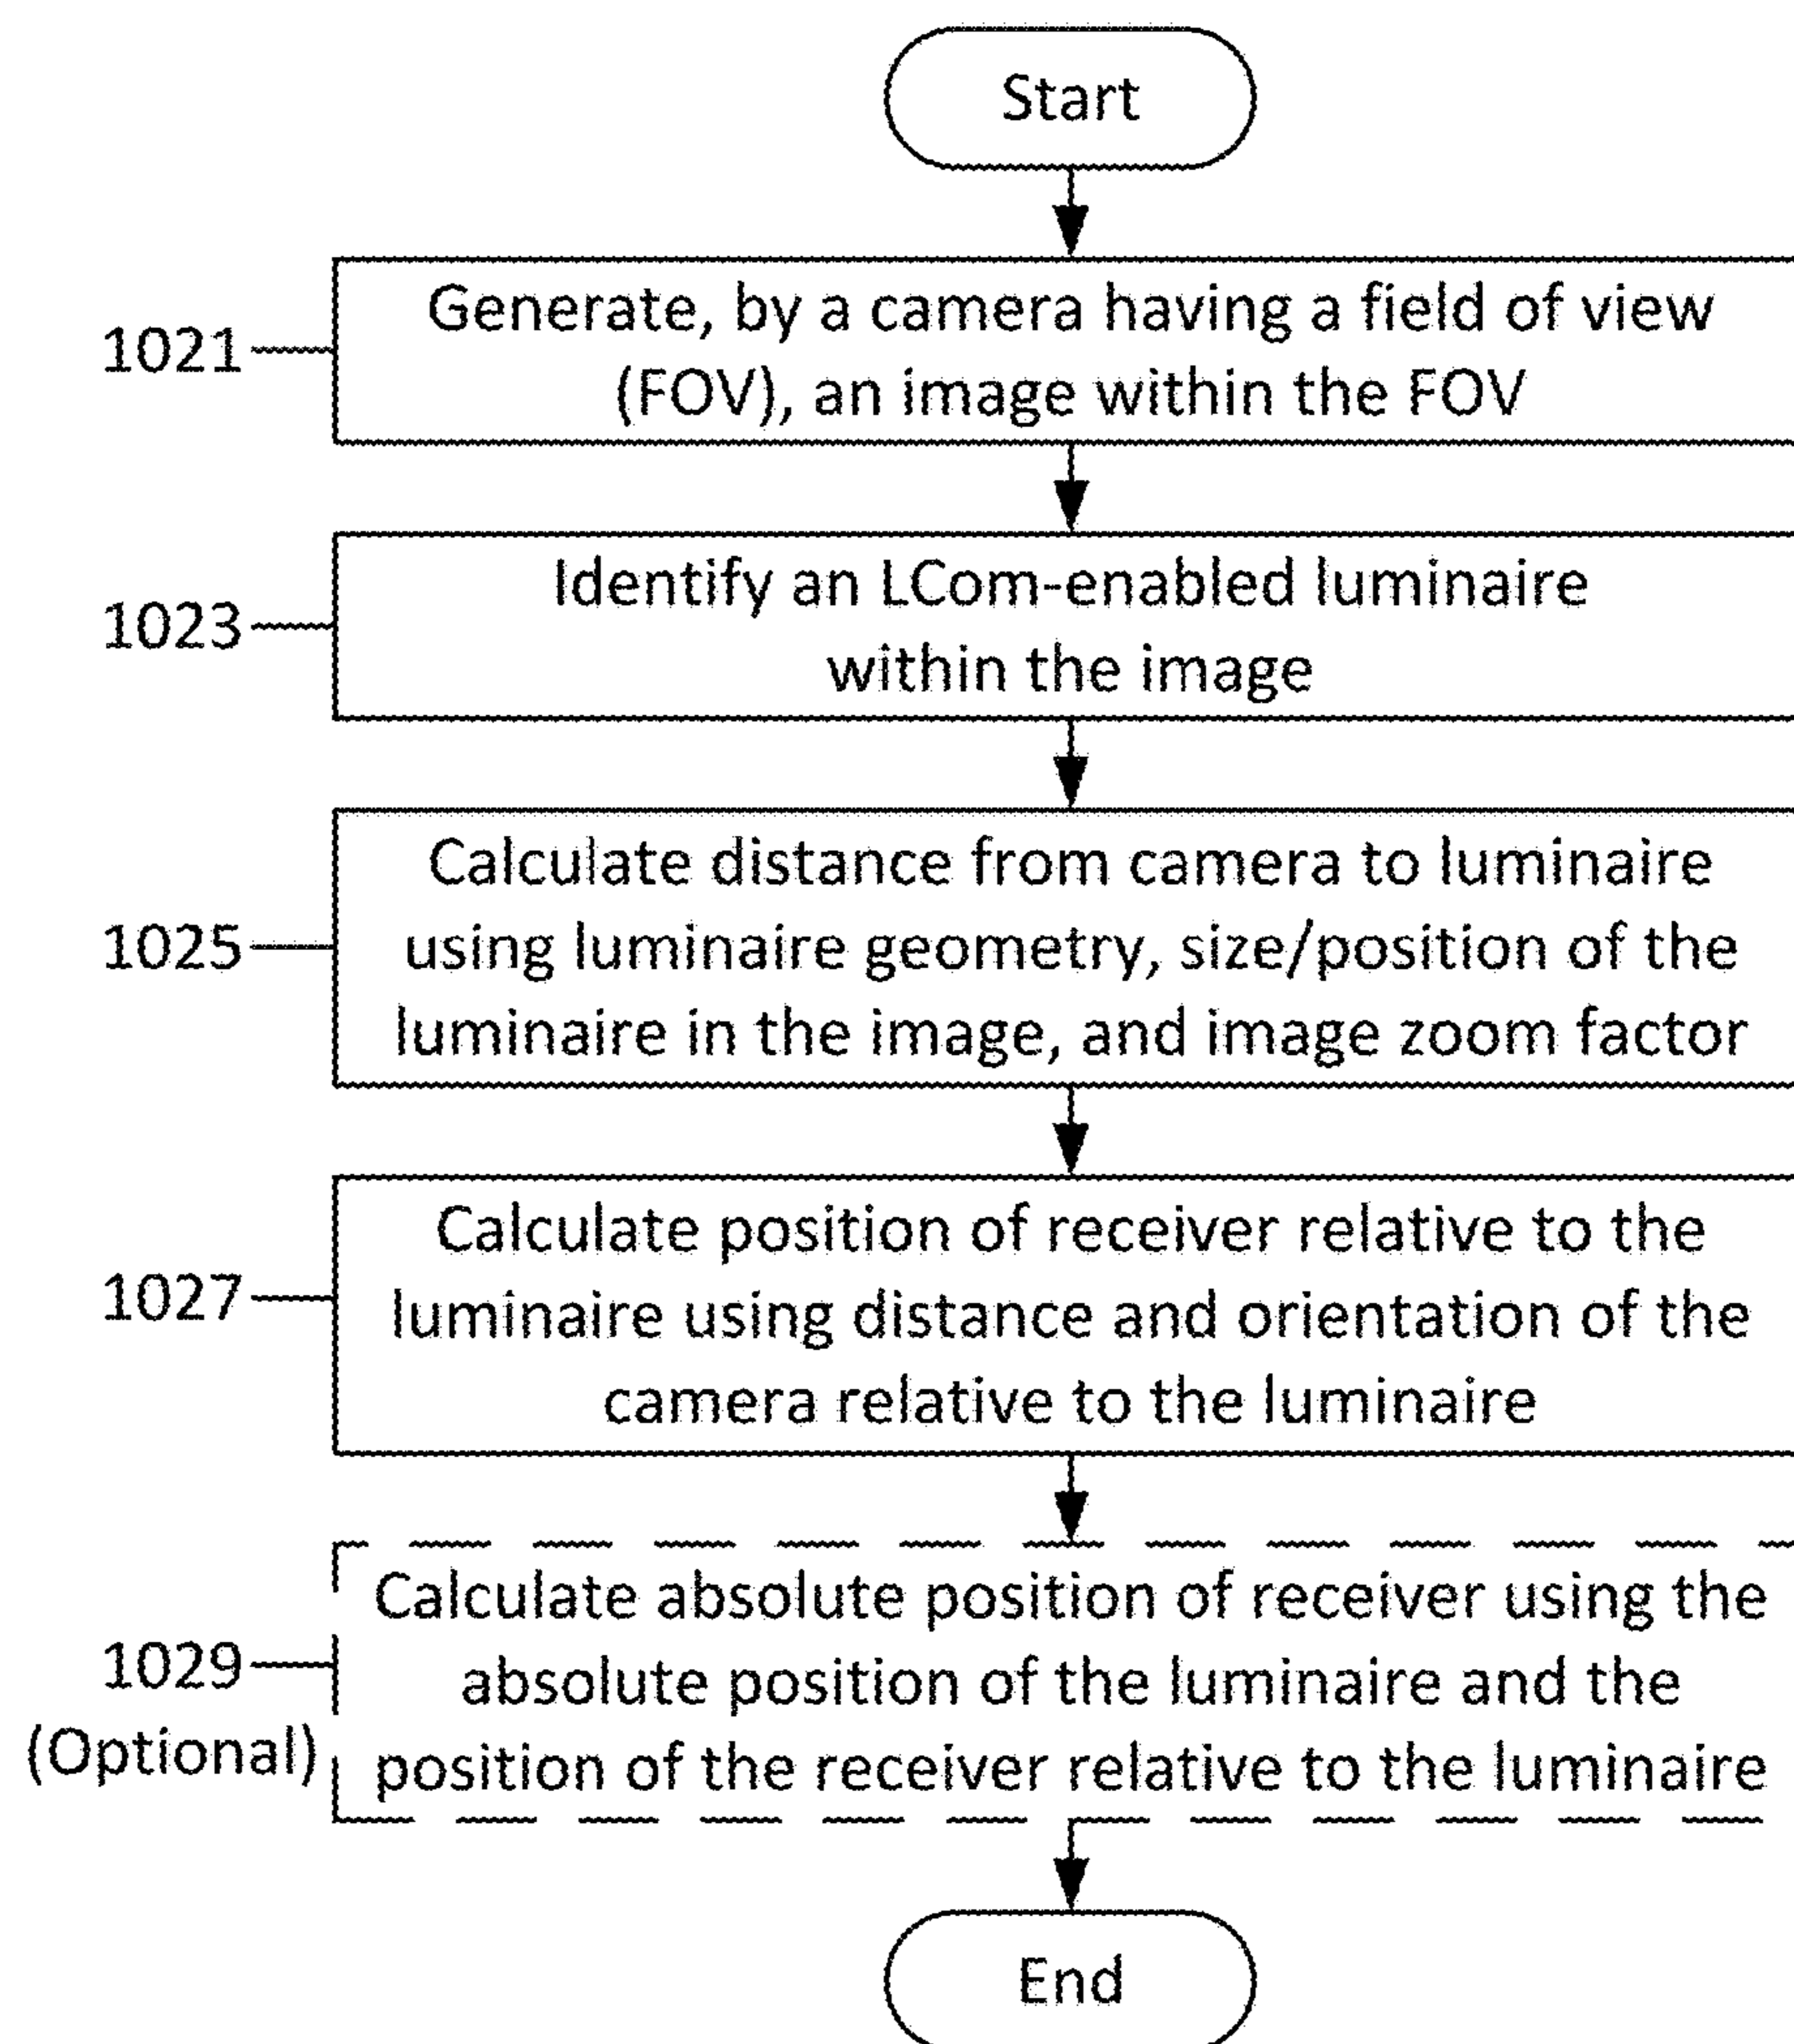 Start
1021
Generate, by a camera having a field of view
(FOV), an image within the FOV
1023
Identify an LCom-enabled luminaire
within the image
1025
Calculate distance from camera to luminaire
using luminaire geometry, size/position of the
luminaire in the image, and image zoom factor
1027
Calculate position of receiver relative to the
luminaire using distance and orientation of the
camera relative to the luminaire
1029
(Optional)
Calculate absolute position of receiver using the
absolute position of the luminaire and the
position of the receiver relative to the luminaire
End